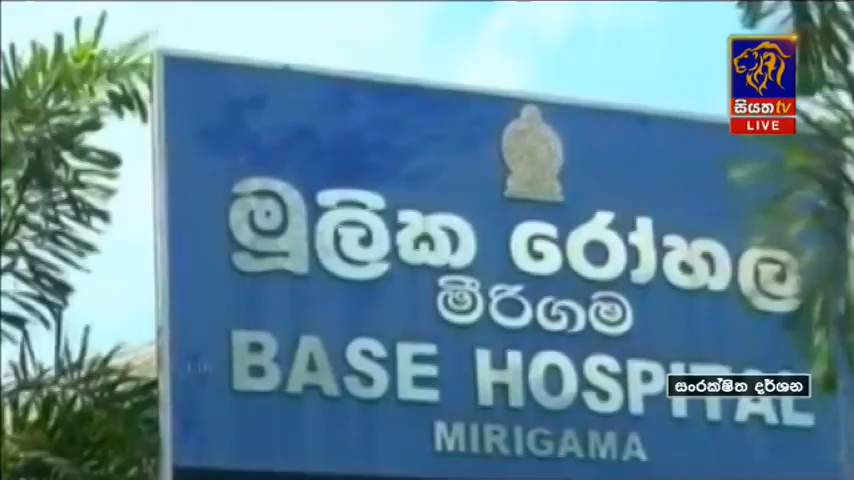 සියත tv
LIVE
මූලික රෝහල
මීරිගම
BASE HOSPITAL
සංරක්ෂිත දර්ශන
MIRIGAMA